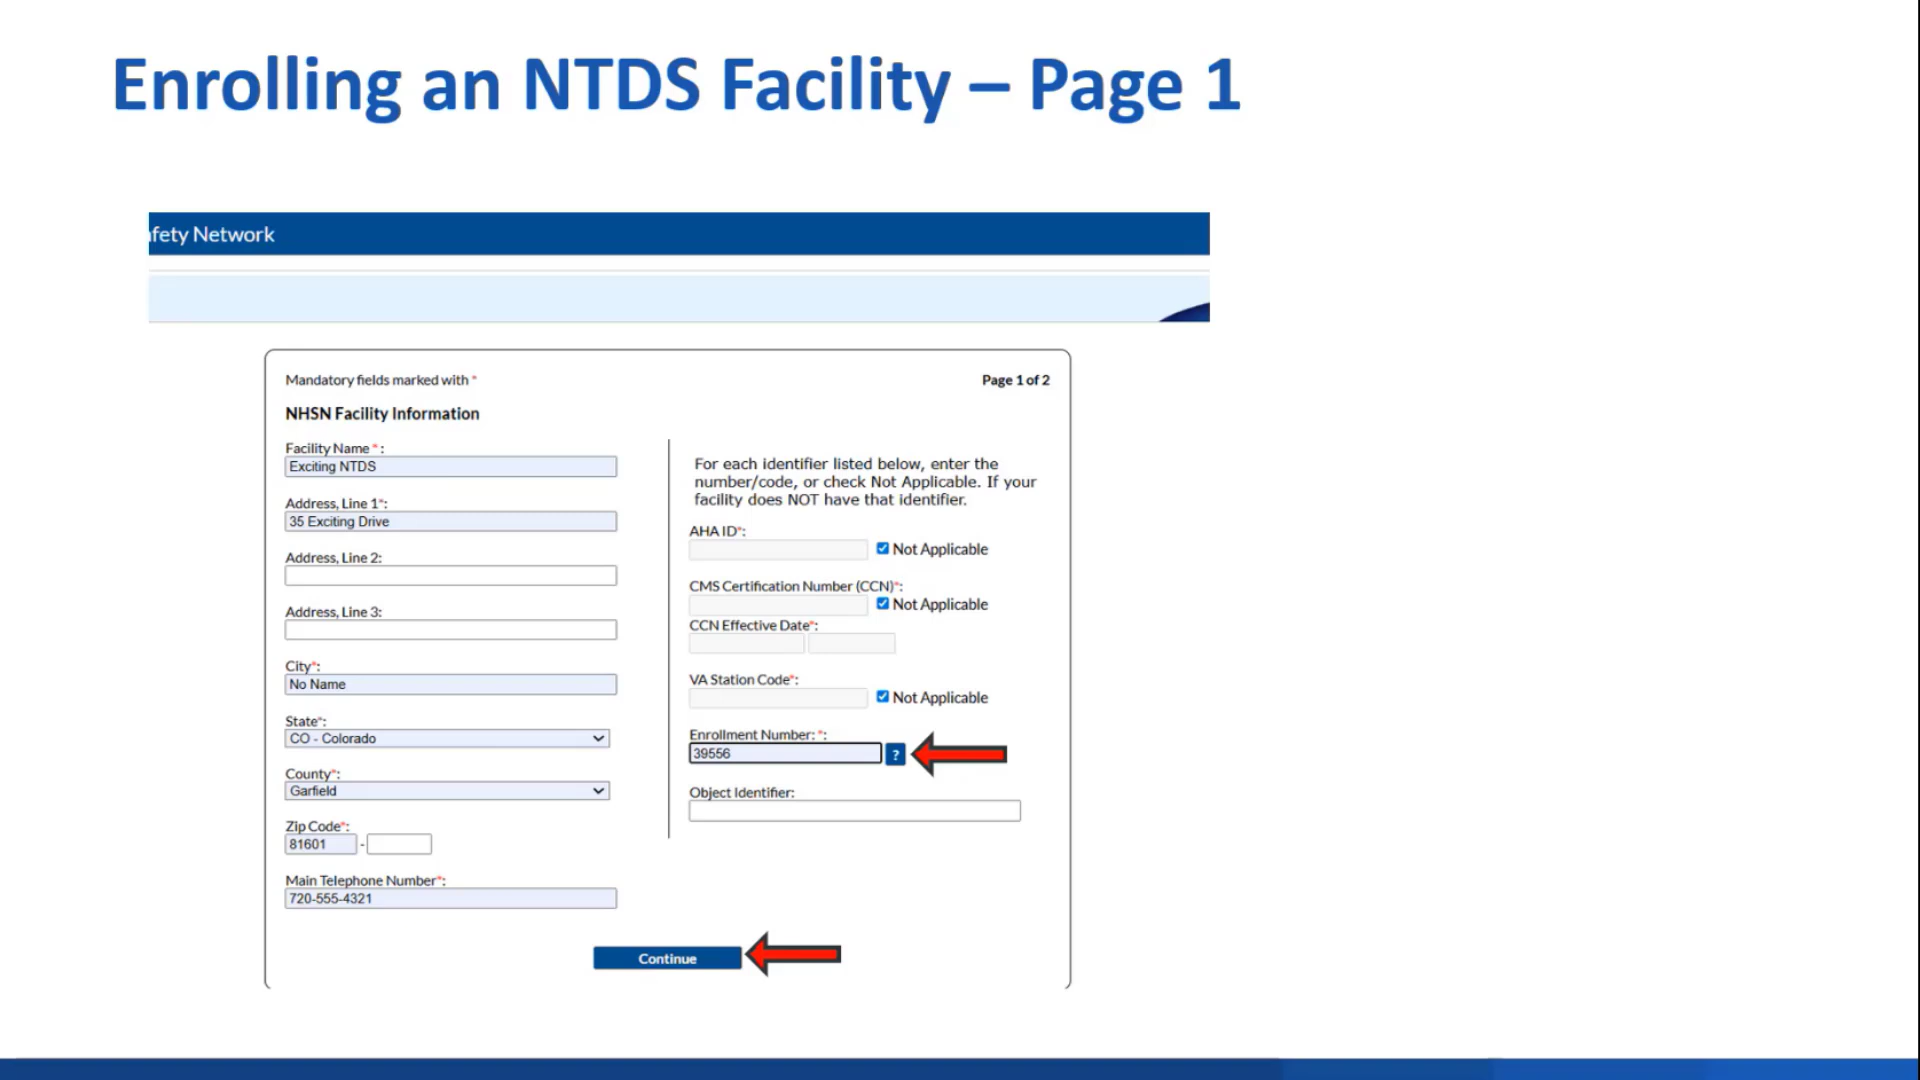 Enrolling an NTDS Facility – Page 1
fety Network
Mandatory fields marked with *
Page 1 of 2
NHSN Facility Information
Facility Name * :
Exciting NTDS
Address, Line 1*:
35 Exciting Drive
Address, Line 2:
Address, Line 3:
City*:
No Name
State*:
CO - Colorado
County*:
Garfield
Zip Code*:
81601 -
Main Telephone Number*:
720-555-4321
For each identifier listed below, enter the
number/code, or check Not Applicable. If your
facility does NOT have that identifier.
AHA ID*:
Not Applicable
CMS Certification Number (CCN)*:
Not Applicable
CCN Effective Date*:
VA Station Code*:
Not Applicable
Enrollment Number: *:
39556 ?
Object Identifier:
Continue